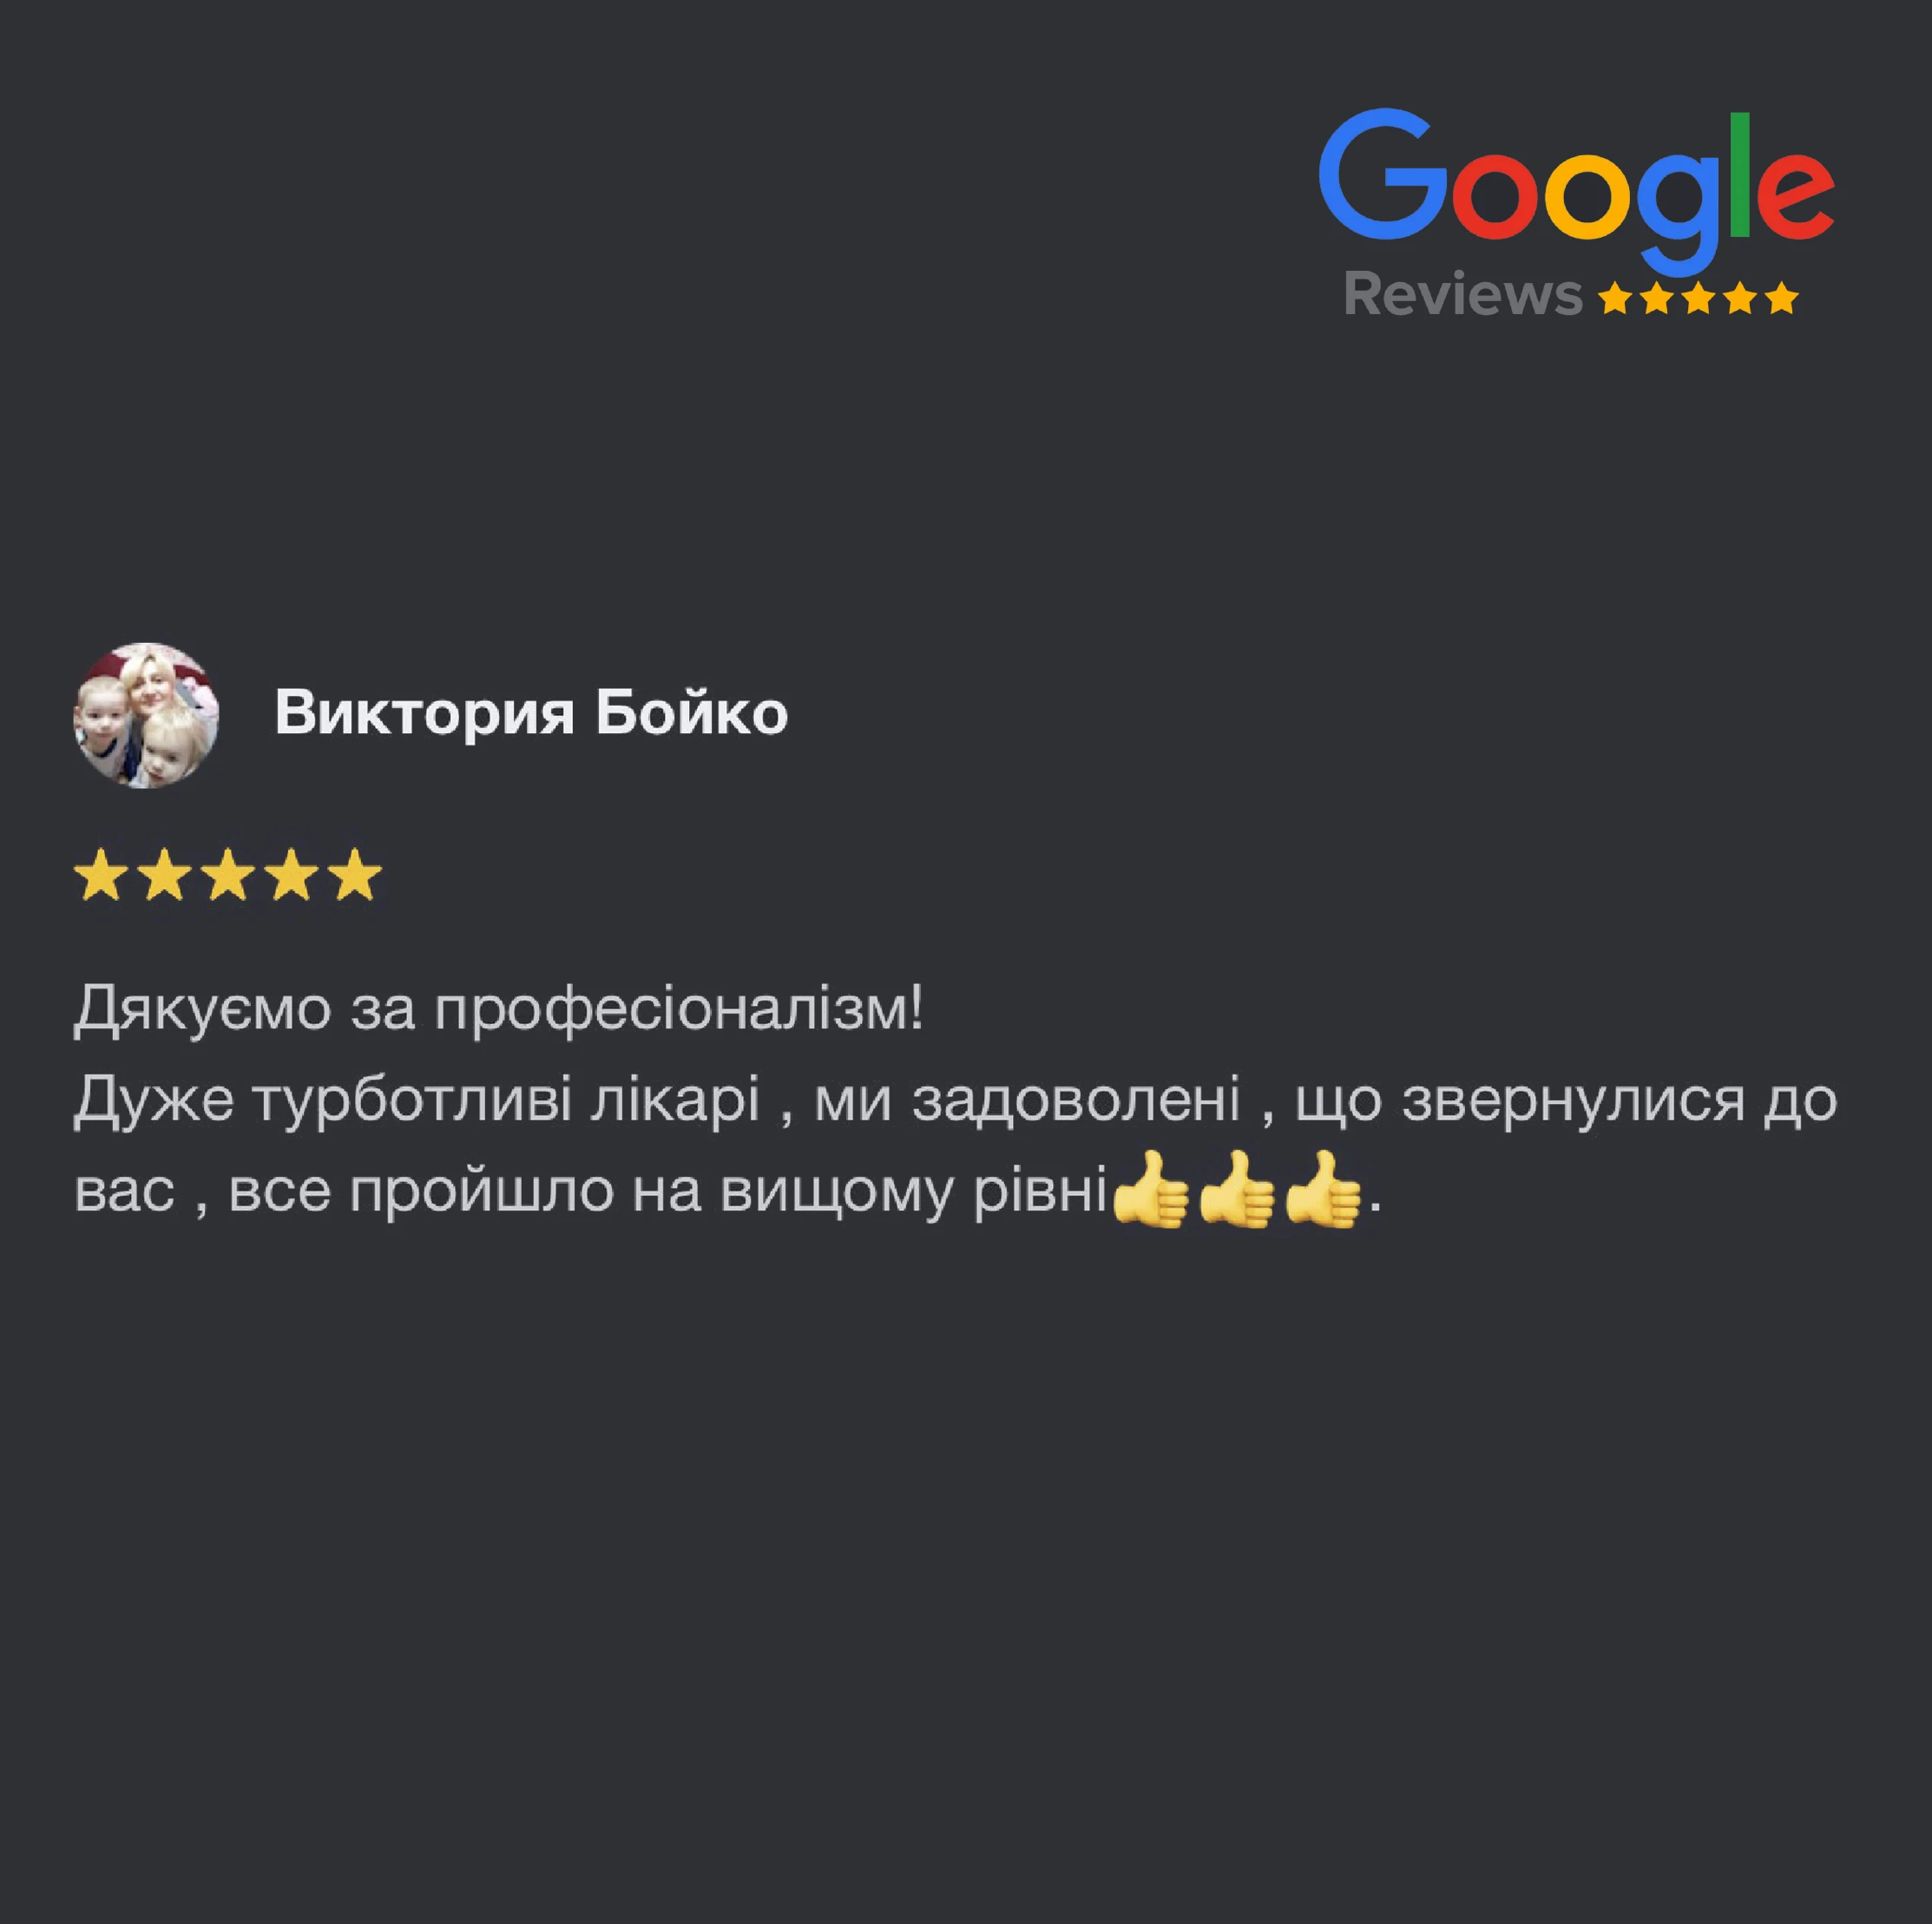 Google
Reviews ★★★★★
Виктория Бойко
★★★★★
Дякуємо за професіоналізм!
Дуже турботливі лікарі , ми задоволені , що звернулися до
вас , все пройшло на вищому рівні👍👍👍.